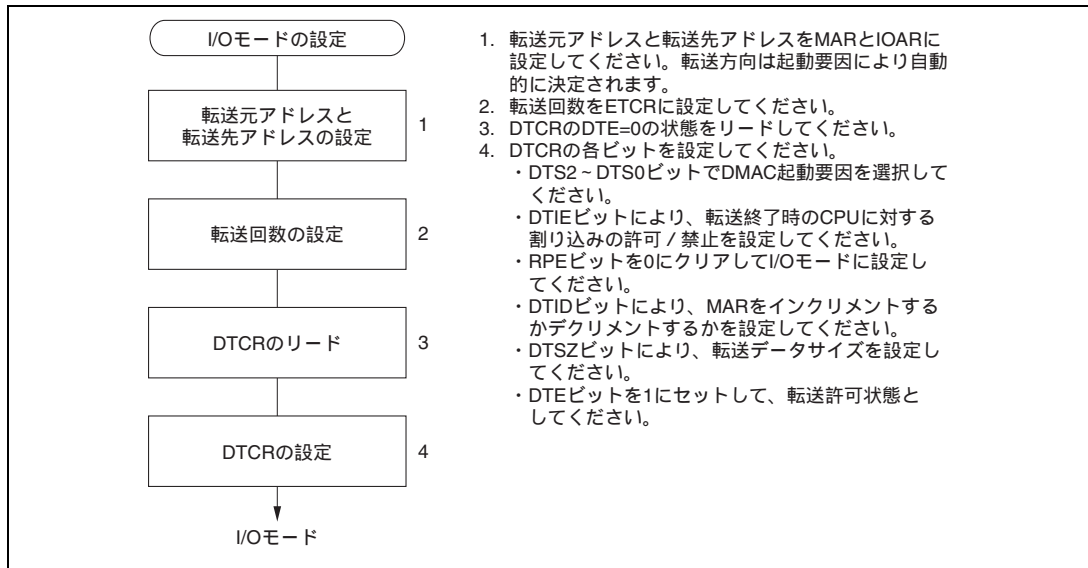 I/Oモードの設定
転送元アドレスと
転送先アドレスの設定
1
転送回数の設定
2
DTCRのリード
3
DTCRの設定
4
I/Oモード
1. 転送元アドレスと転送先アドレスをMARとIOARに
設定してください。転送方向は起動要因により自動
的に決定されます。
2. 転送回数をETCRに設定してください。
3. DTCRのDTE=0の状態をリードしてください。
4. DTCRの各ビットを設定してください。
・DTS2～DTS0ビットでDMAC起動要因を選択して
ください。
・DTIEビットにより、転送終了時のCPUに対する
割り込みの許可／禁止を設定してください。
・RPEビットを0にクリアしてI/Oモードに設定し
てください。
・DTIDビットにより、MARをインクリメントする
かデクリメントするかを設定してください。
・DTSZビットにより、転送データサイズを設定し
てください。
・DTEビットを1にセットして、転送許可状態と
してください。